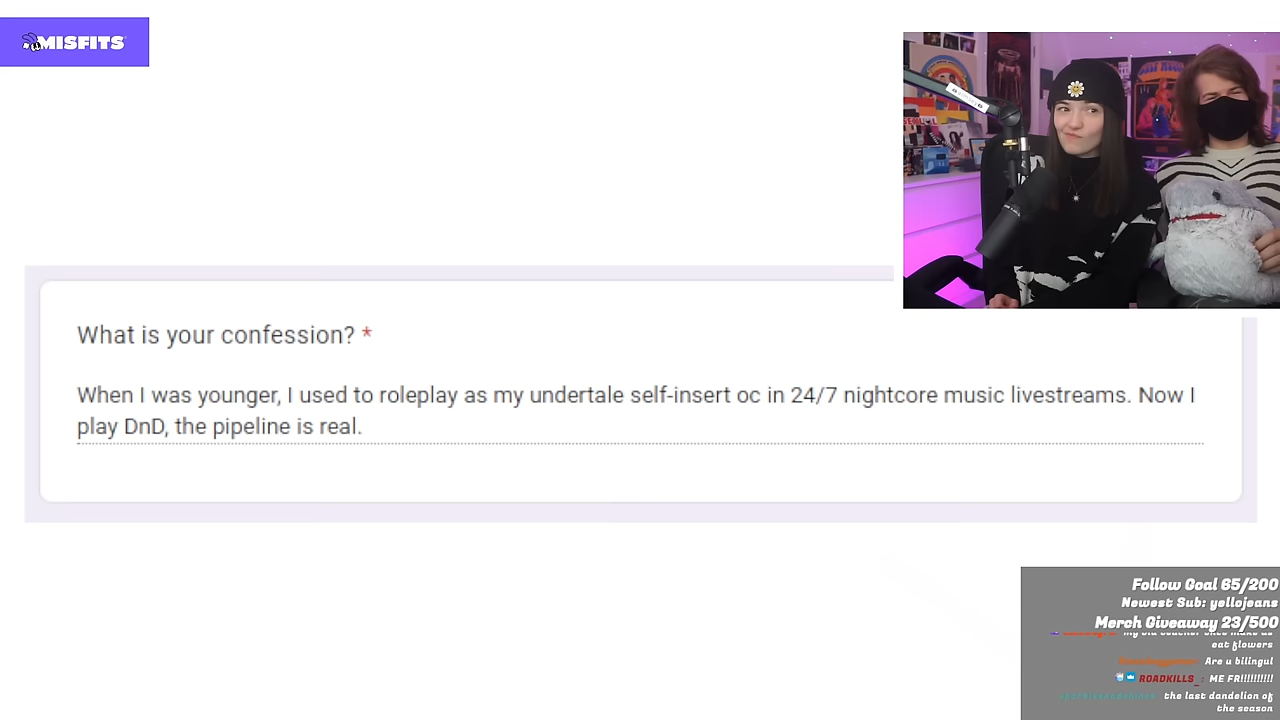 MISFITS
What is your confession? *
When I was younger, I used to roleplay as my undertale self-insert oc in 24/7 nightcore music livestreams. Now I
play DnD, the pipeline is real.
Follow Goal 65/200
Newest Sub: yellojeans
Merch Giveaway 23/500
eat flowers
Are u bilingul
ROADKILLS_: ME FR!!!!!!!!!!
the last dandelion of
the season